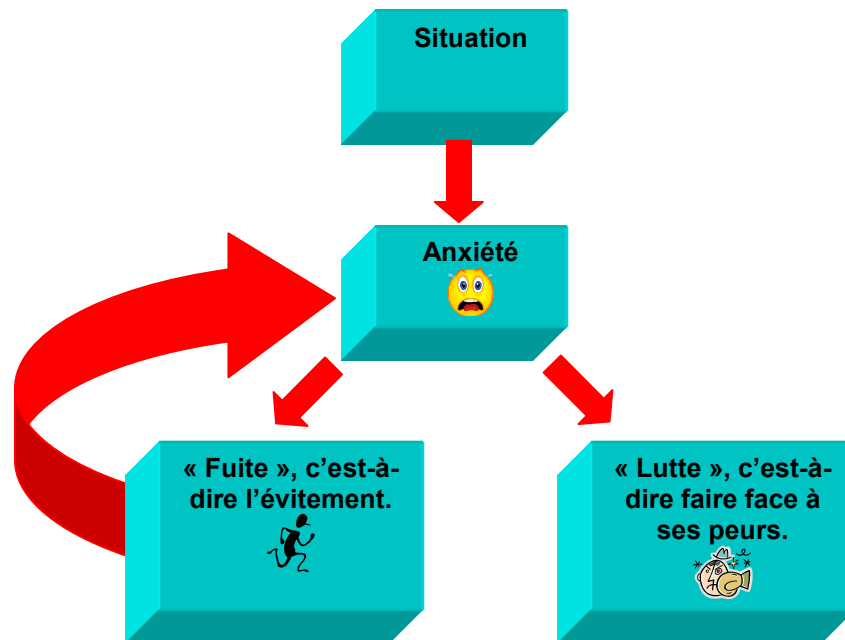 Situation
Anxiété
« Fuite », c’est-à-
dire l’évitement.
« Lutte », c’est-à-
dire faire face à
ses peurs.